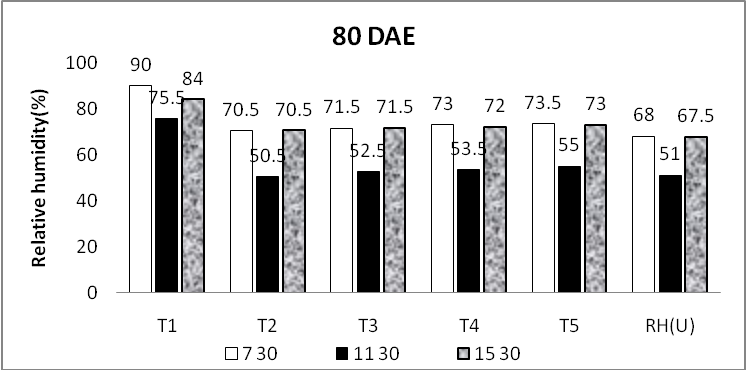 80 DAE
Relative humidity(%)
100
80
60
40
20
0
90 75.5 84
70.5 50.5 70.5
71.5 52.5 71.5
73 53.5 72
73.5 55 73
68 51 67.5
T1 T2 T3 T4 T5 RH(U)
7 30 11 30 15 30